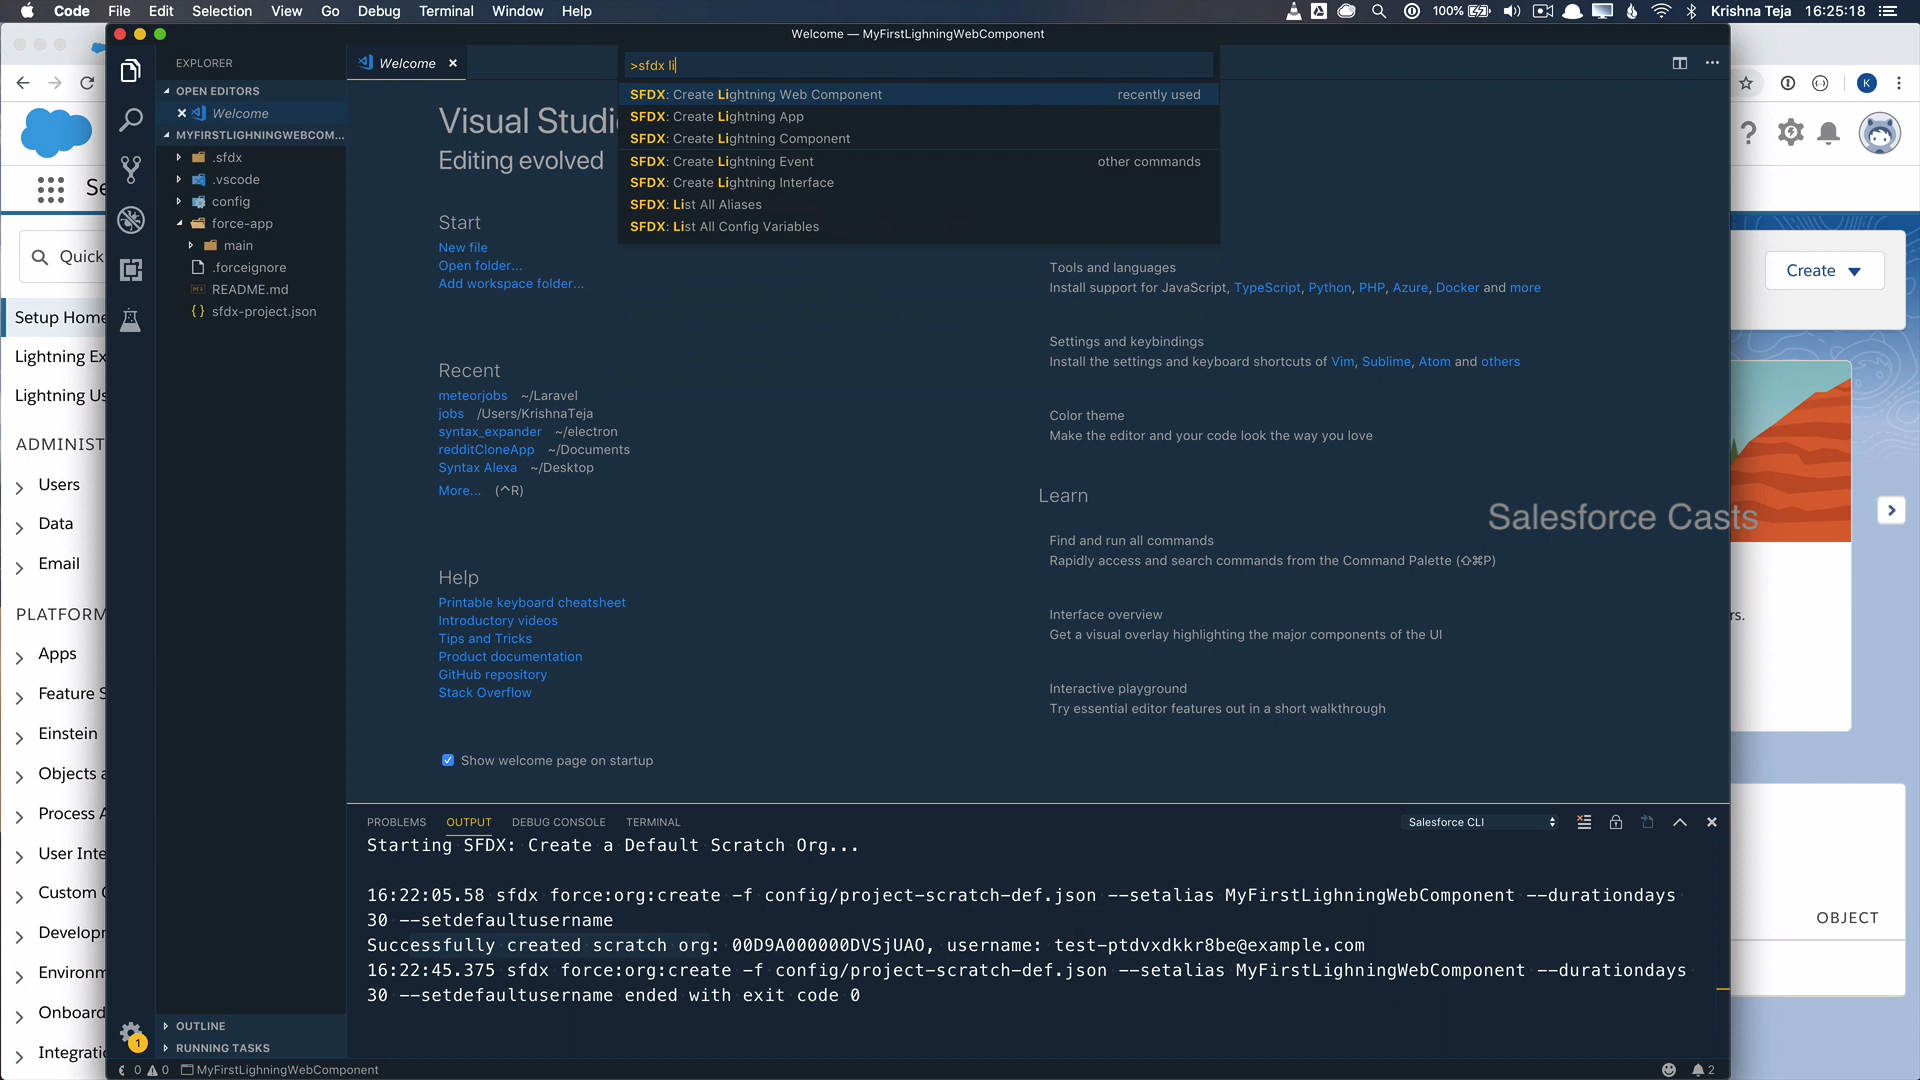 Code File Edit Selection View Go Debug Terminal Window Help
100% Krishna Teja 16:25:18
Welcome — MyFirstLighningWebComponent
EXPLORER
OPEN EDITORS
Welcome
MYFIRSTLIGHNINGWEBCOM...
.sfdx
.vscode
config
force-app
main
.forceignore
README.md
sfdx-project.json
OUTLINE
RUNNING TASKS
Welcome
>sfdx li
SFDX: Create Lightning Web Component recently used
SFDX: Create Lightning App
SFDX: Create Lightning Component
SFDX: Create Lightning Event other commands
SFDX: Create Lightning Interface
SFDX: List All Aliases
SFDX: List All Config Variables
Visual Studi
Editing evolved
Start
New file
Open folder...
Add workspace folder...
Recent
meteorjobs ~/Laravel
jobs /Users/KrishnaTeja
syntax_expander ~/electron
redditCloneApp ~/Documents
Syntax Alexa ~/Desktop
More... (^R)
Help
Printable keyboard cheatsheet
Introductory videos
Tips and Tricks
Product documentation
GitHub repository
Stack Overflow
Show welcome page on startup
Tools and languages
Install support for JavaScript, TypeScript, Python, PHP, Azure, Docker and more
Settings and keybindings
Install the settings and keyboard shortcuts of Vim, Sublime, Atom and others
Color theme
Make the editor and your code look the way you love
Learn
Find and run all commands
Rapidly access and search commands from the Command Palette (⇧⌘P)
Interface overview
Get a visual overlay highlighting the major components of the UI
Interactive playground
Try essential editor features out in a short walkthrough
Salesforce Casts
PROBLEMS OUTPUT DEBUG CONSOLE TERMINAL
Salesforce CLI
Starting SFDX: Create a Default Scratch Org...
16:22:05.58 sfdx force:org:create -f config/project-scratch-def.json --setalias MyFirstLighningWebComponent --durationdays
30 --setdefaultusername
Successfully created scratch org: 00D9A000000DVSjUAO, username: test-ptdvxdkkr8be@example.com
16:22:45.375 sfdx force:org:create -f config/project-scratch-def.json --setalias MyFirstLighningWebComponent --durationdays
30 --setdefaultusername ended with exit code 0
1
0 0 MyFirstLighningWebComponent
2
Se
Quick
Setup Home
Lightning Ex
Lightning Us
ADMINIST
Users
Data
Email
PLATFORM
Apps
Feature S
Einstein
Objects a
Process A
User Inte
Custom C
Develop
Environm
Onboard
Integratio
K
Create
rs.
OBJECT